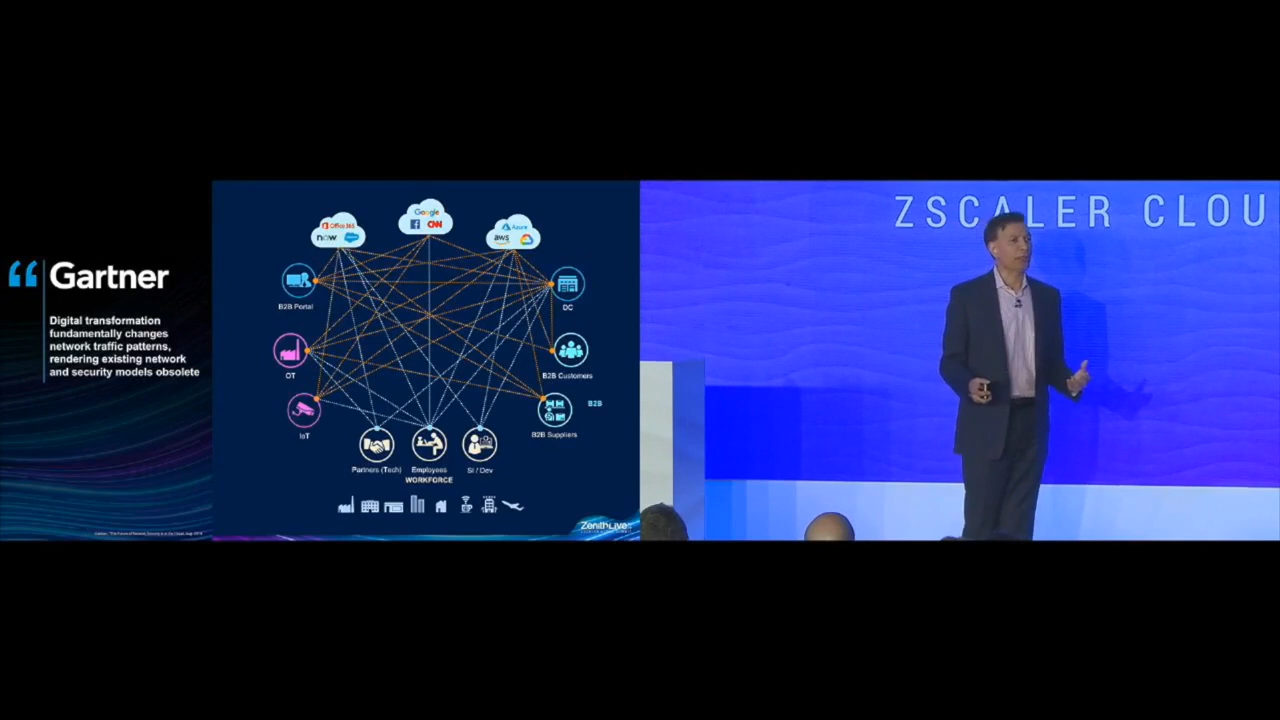 Gartner
Digital transformation
fundamentally changes
network traffic patterns,
rendering existing network
and security models obsolete
Google
CNN
Office 365
now
Azure
aws
B2B Portal
DC
OT
B2B Customers
B2B
IoT
B2B Suppliers
Partners (Tech)
Employees
SI / Dev
WORKFORCE
ZenithLive
ZSCALER CLOU